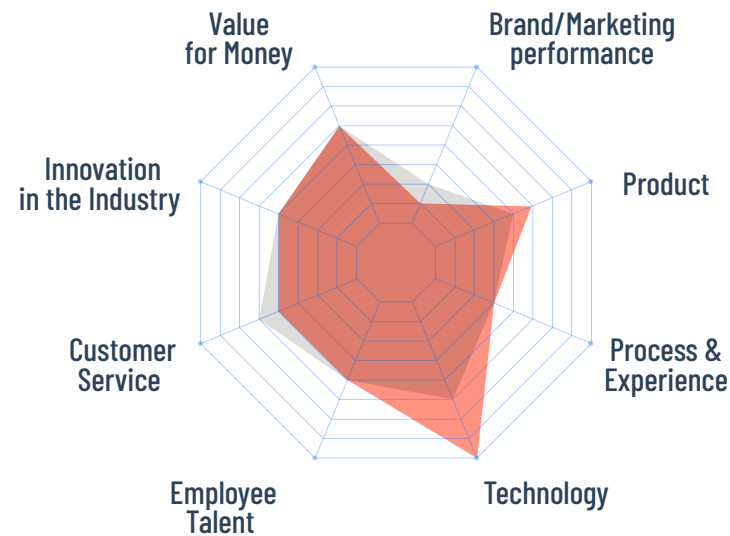 Value
for Money
Brand/Marketing
performance
Innovation
in the Industry
Product
Customer
Service
Process &
Experience
Employee
Talent
Technology